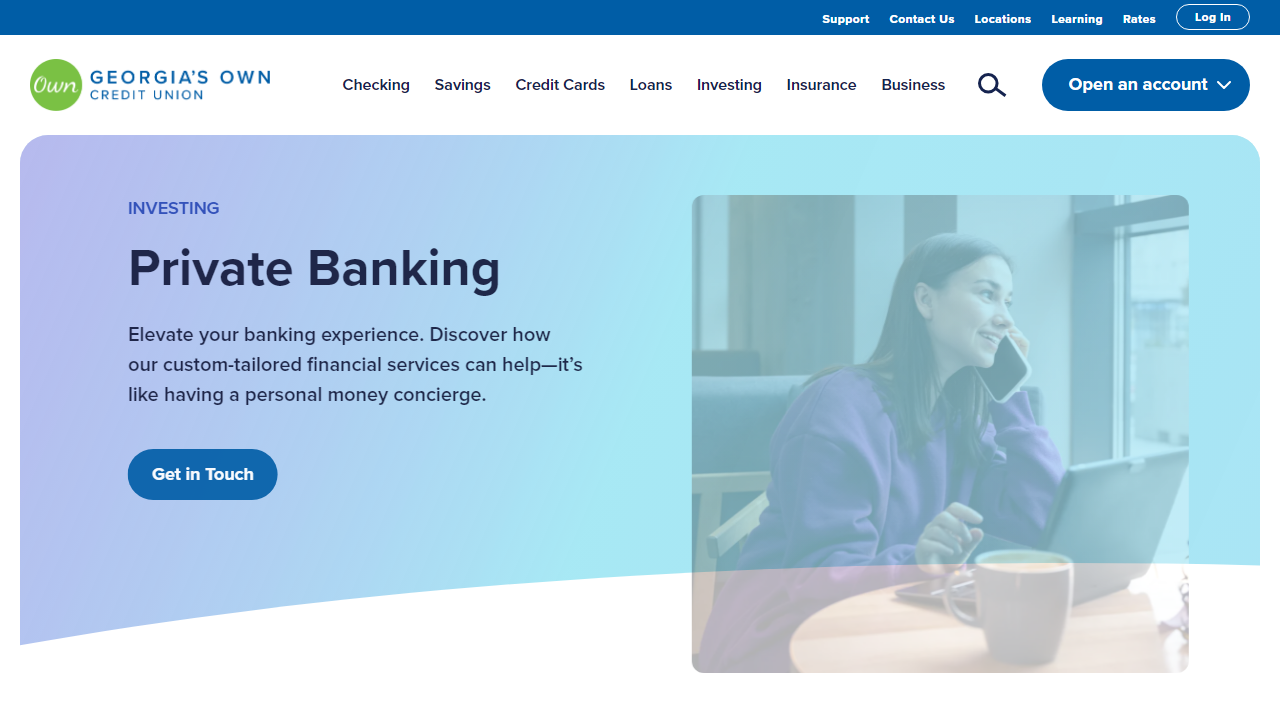 Support Contact Us Locations Learning Rates Log In
Own GEORGIA'S OWN
CREDIT UNION
Checking Savings Credit Cards Loans Investing Insurance Business Open an account
INVESTING
Private Banking
Elevate your banking experience. Discover how
our custom-tailored financial services can help—it's
like having a personal money concierge.
Get in Touch